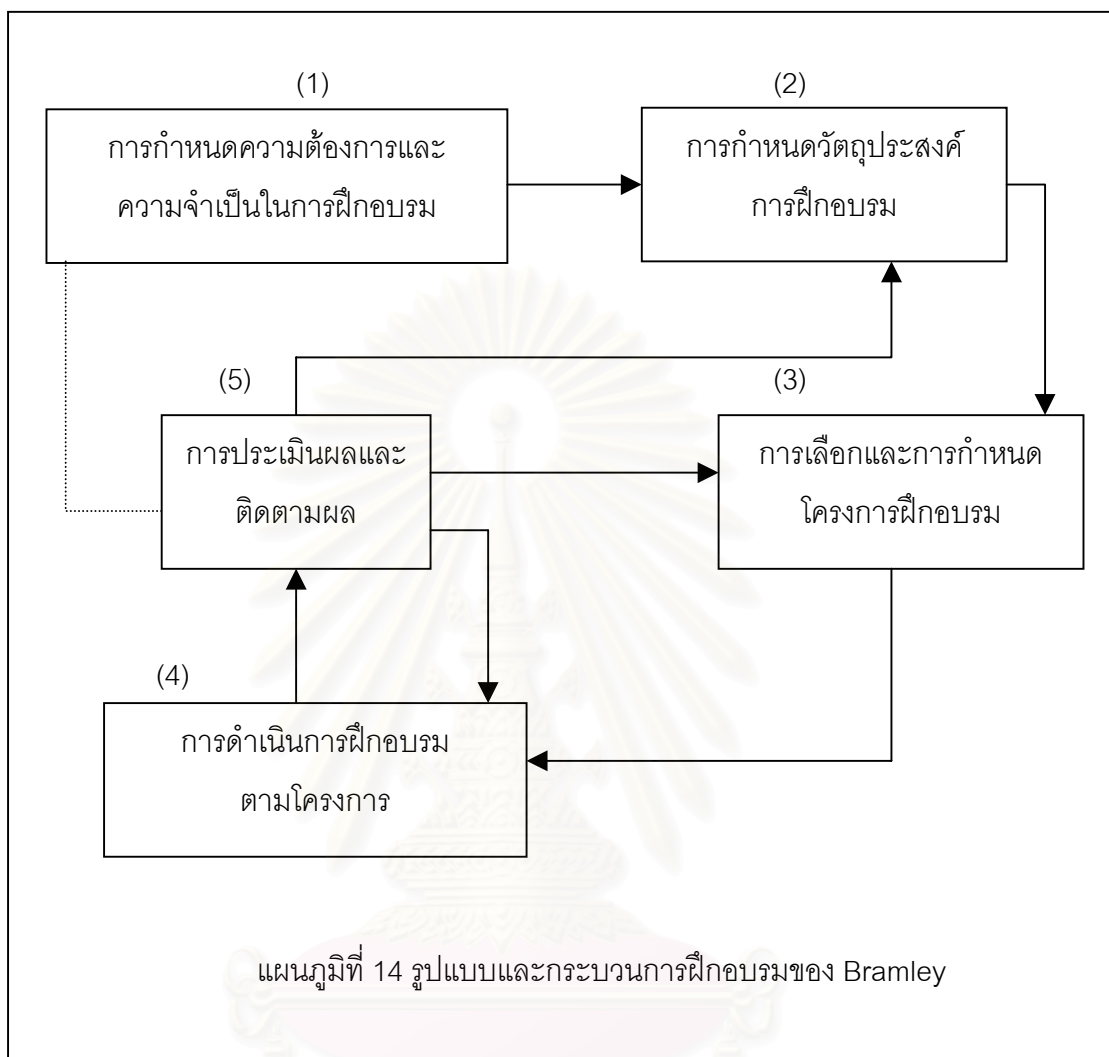 (1)
การกำหนดความต้องการและ
ความจำเป็นในการฝึกอบรม
(2)
การกำหนดวัตถุประสงค์
การฝึกอบรม
(5)
การประเมินผลและ
ติดตามผล
(3)
การเลือกและการกำหนด
โครงการฝึกอบรม
(4)
การดำเนินการฝึกอบรม
ตามโครงการ
แผนภูมิที่ 14 รูปแบบและกระบวนการฝึกอบรมของ Bramley